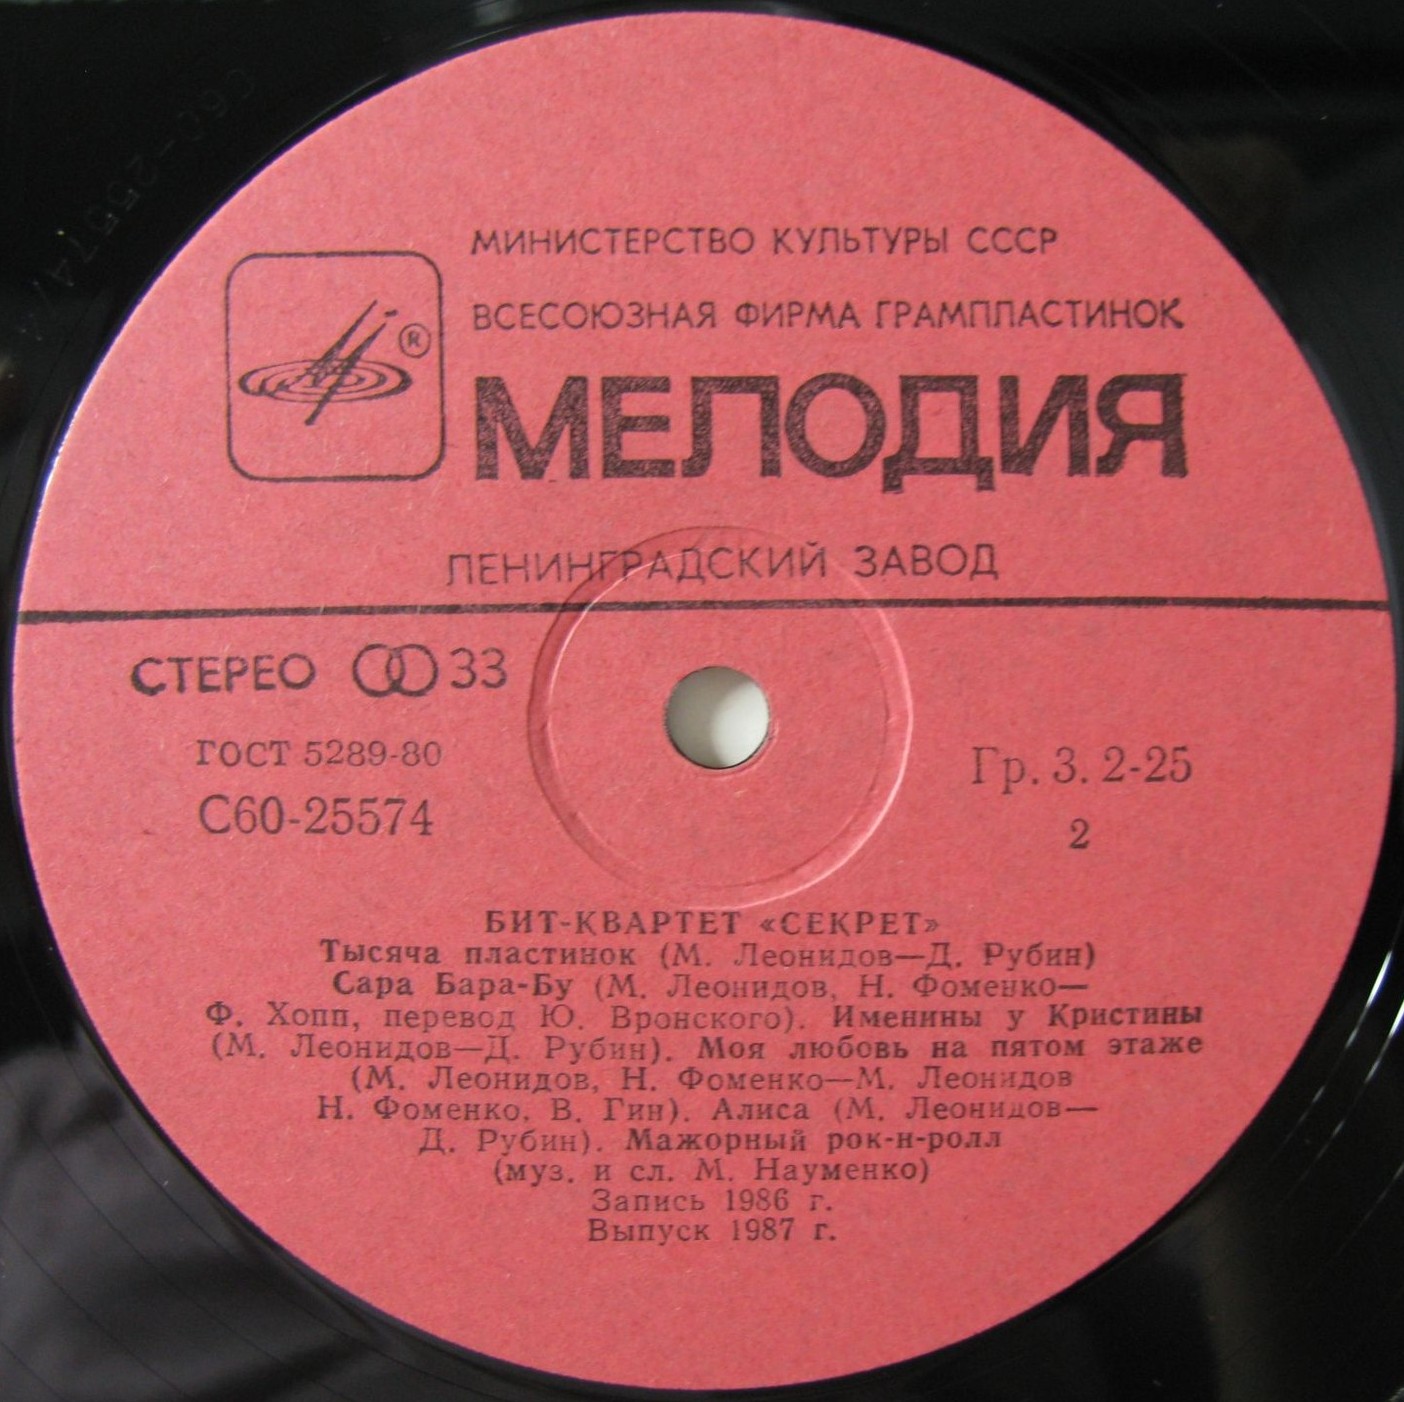 МИНИСТЕРСТВО КУЛЬТУРЫ СССР
ВСЕСОЮЗНАЯ ФИРМА ГРАМПЛАСТИНОК
®
МЕЛОДИЯ
ЛЕНИНГРАДСКИЙ ЗАВОД
СТЕРЕО 33
ГОСТ 5289-80
С60-25574
Гр. 3. 2-25
2
БИТ-КВАРТЕТ «СЕКРЕТ»
Тысяча пластинок (М. Леонидов—Д. Рубин)
Сара Бара-Бу (М. Леонидов, Н. Фоменко—
Ф. Хопп, перевод Ю. Вронского). Именины у Кристины
(М. Леонидов—Д. Рубин). Моя любовь на пятом этаже
(М. Леонидов, Н. Фоменко—М. Леонидов
Н. Фоменко, В. Гин). Алиса (М. Леонидов—
Д. Рубин). Мажорный рок-н-ролл
(муз. и сл. М. Науменко)
Запись 1986 г.
Выпуск 1987 г.